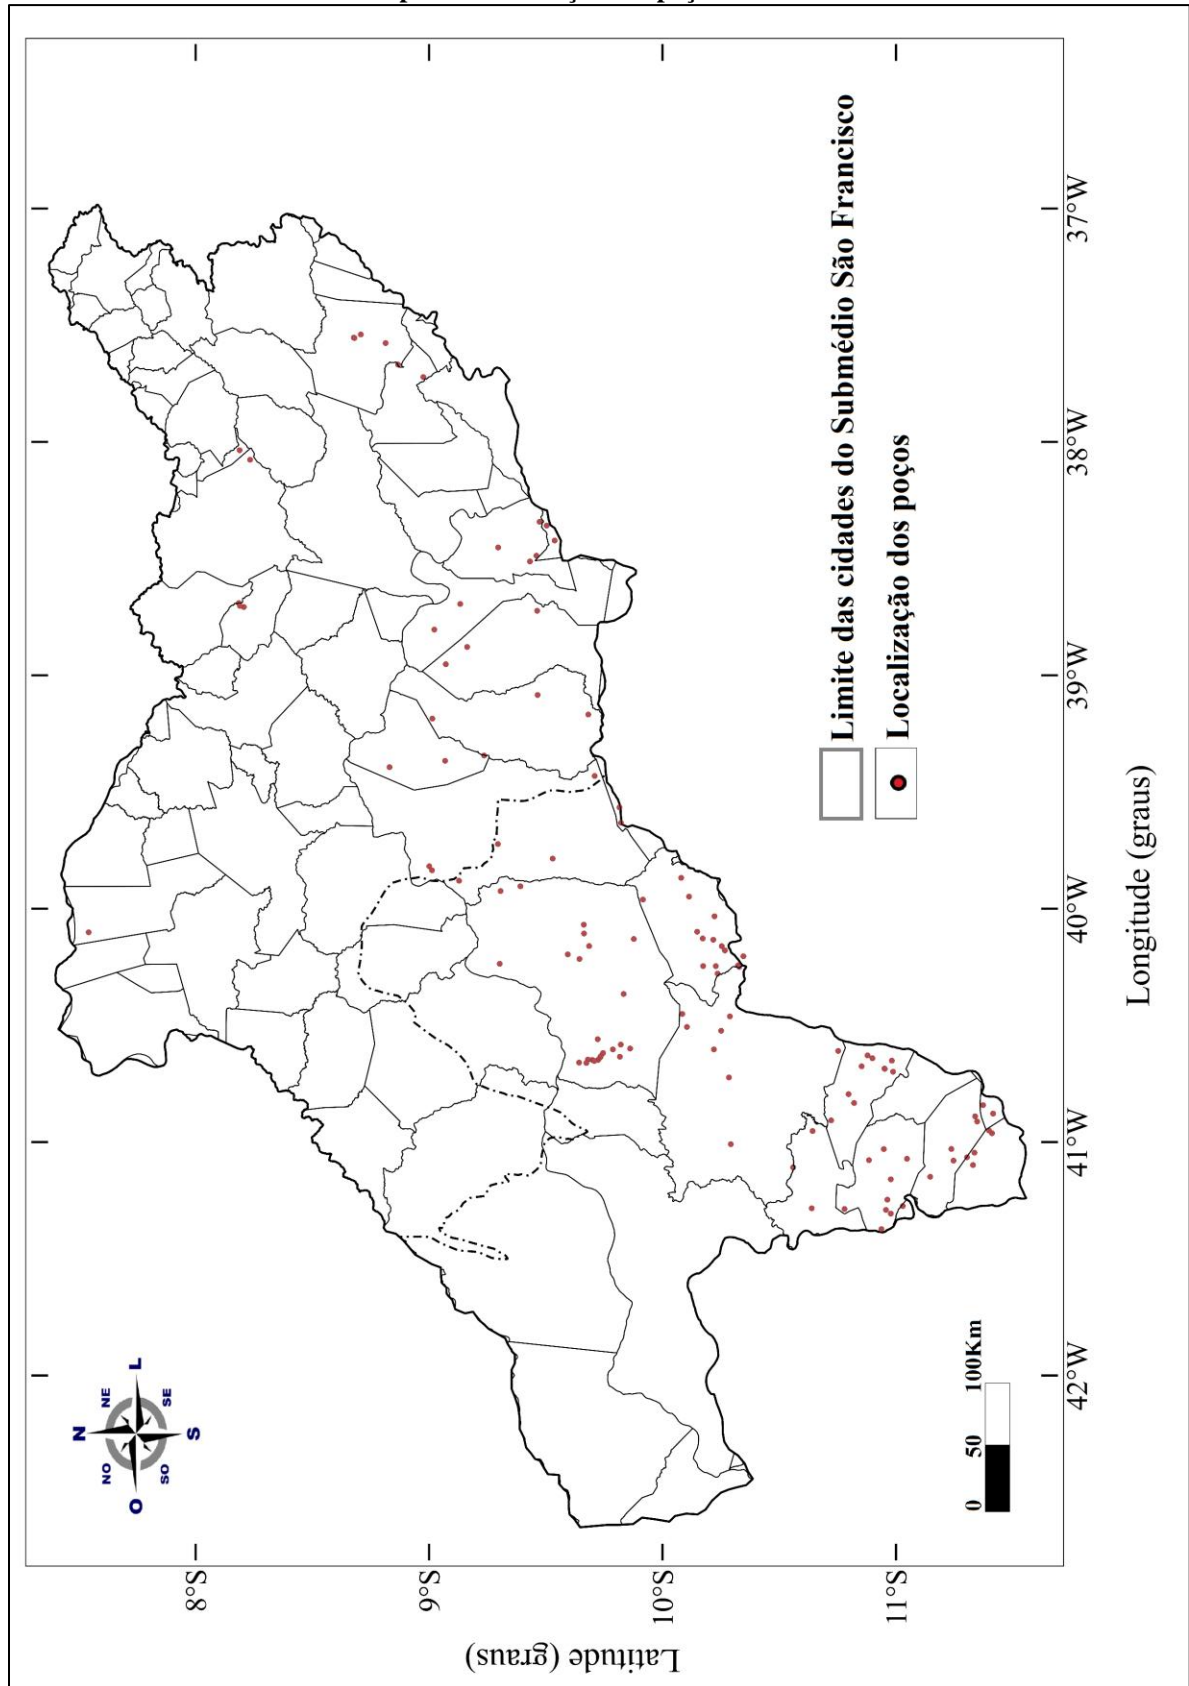 N
NE
L
SE
S
SO
O
NO
8°S
9°S
10°S
11°S
Latitude (graus)
42°W
41°W
40°W
39°W
38°W
37°W
Longitude (graus)
0 50 100Km
Limite das cidades do Submédio São Francisco
Localização dos poços